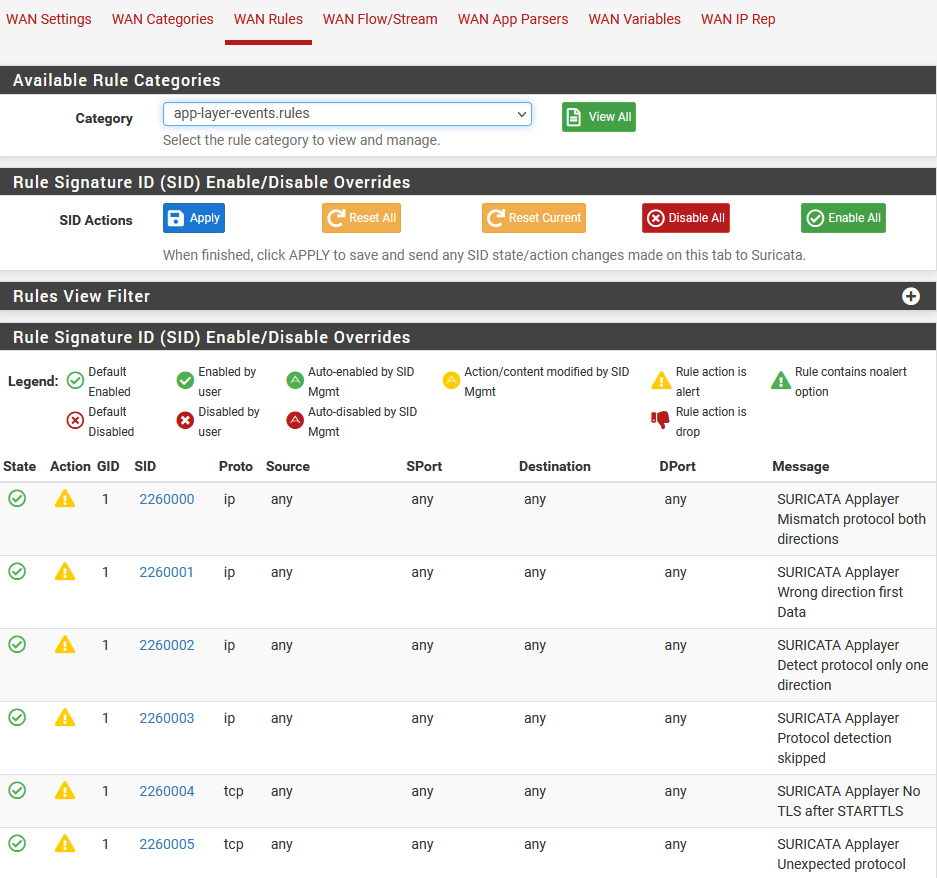 WAN Settings WAN Categories WAN Rules WAN Flow/Stream WAN App Parsers WAN Variables WAN IP Rep
Available Rule Categories
Category app-layer-events.rules View All
Select the rule category to view and manage.
Rule Signature ID (SID) Enable/Disable Overrides
SID Actions Apply Reset All Reset Current Disable All Enable All
When finished, click APPLY to save and send any SID state/action changes made on this tab to Suricata.
Rules View Filter
Rule Signature ID (SID) Enable/Disable Overrides
Legend: Default Enabled Enabled by user Auto-enabled by SID Mgmt Action/content modified by SID Mgmt Rule action is alert Rule contains noalert option
Default Disabled Disabled by user Auto-disabled by SID Mgmt Rule action is drop
State Action GID SID Proto Source SPort Destination DPort Message
1 2260000 ip any any any any SURICATA Applayer
Mismatch protocol both
directions
1 2260001 ip any any any any SURICATA Applayer
Wrong direction first
Data
1 2260002 ip any any any any SURICATA Applayer
Detect protocol only one
direction
1 2260003 ip any any any any SURICATA Applayer
Protocol detection
skipped
1 2260004 tcp any any any any SURICATA Applayer No
TLS after STARTTLS
1 2260005 tcp any any any any SURICATA Applayer
Unexpected protocol